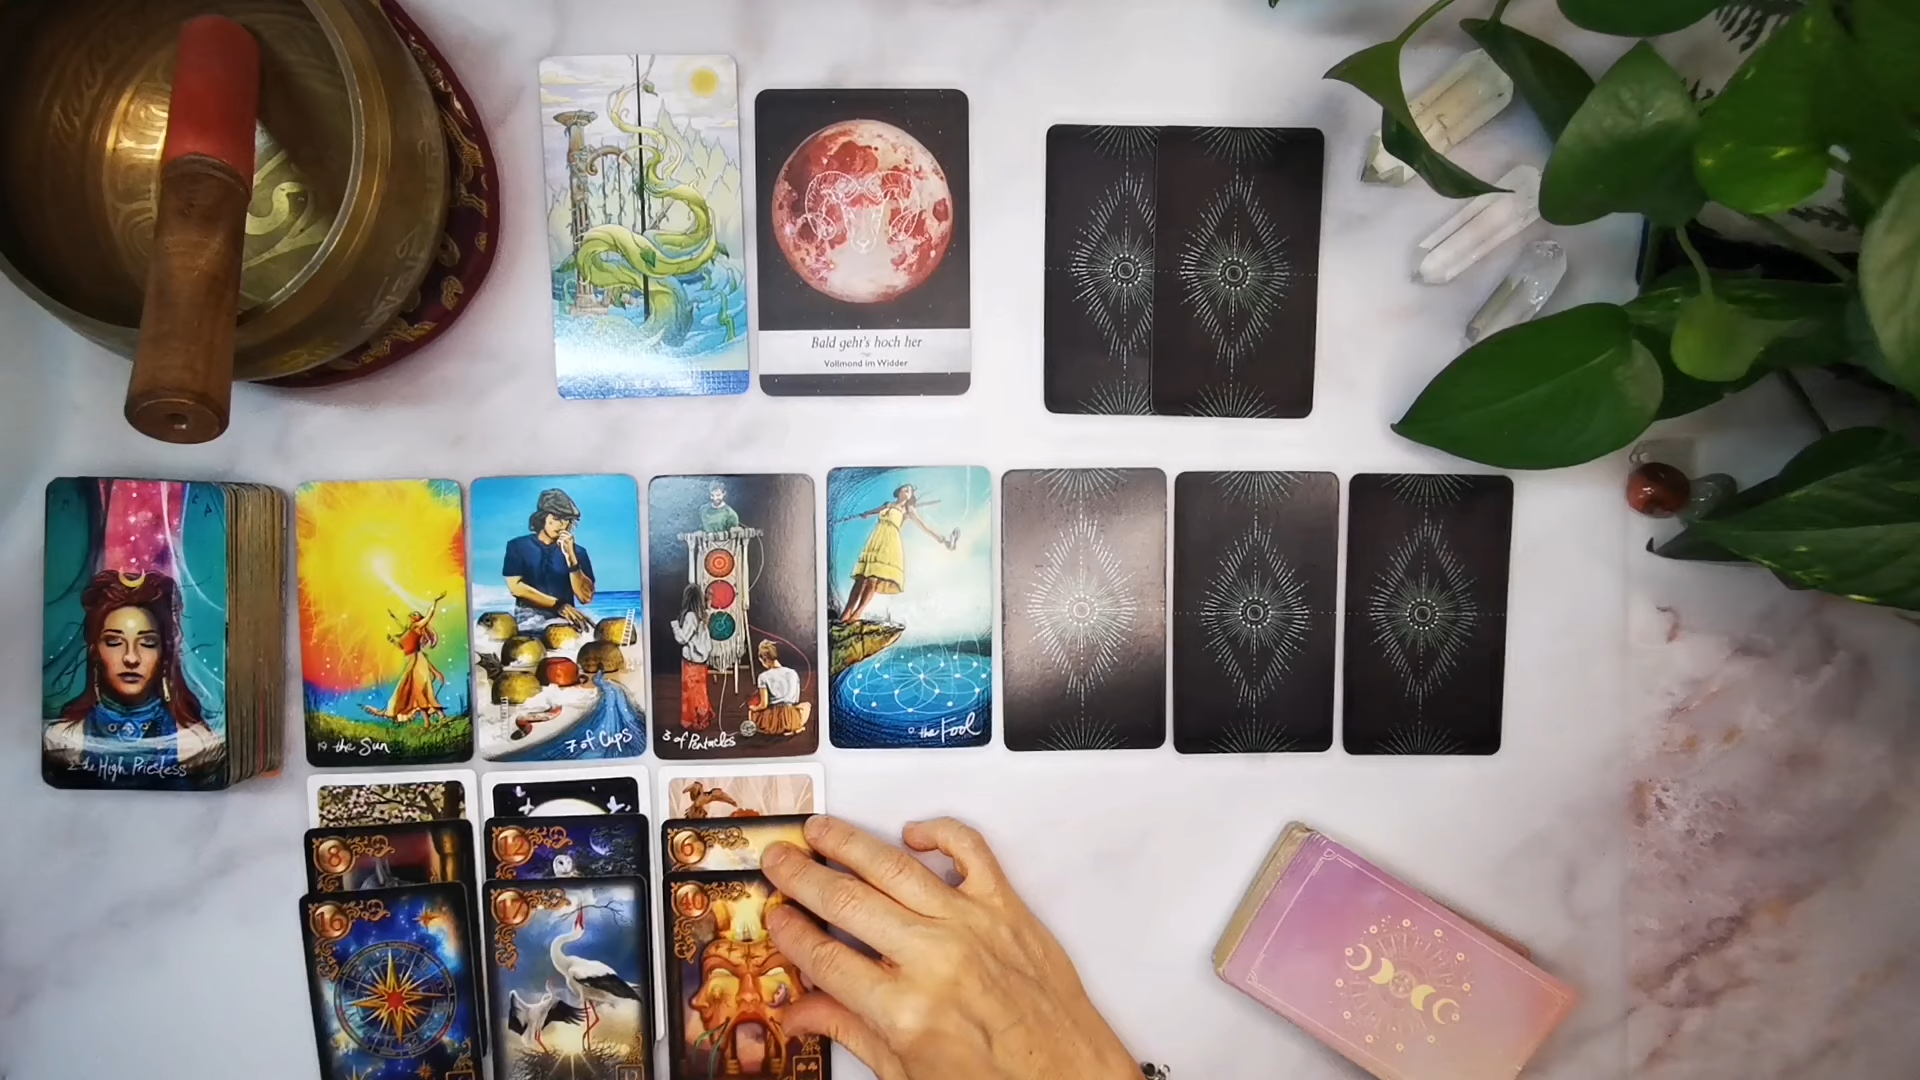 Bald geht's hoch her
Vollmond im Widder
2 the High Priestess
19 the Sun
7 of Cups
3 of Pentacles
0 the Fool
8
12
6
16
17
40